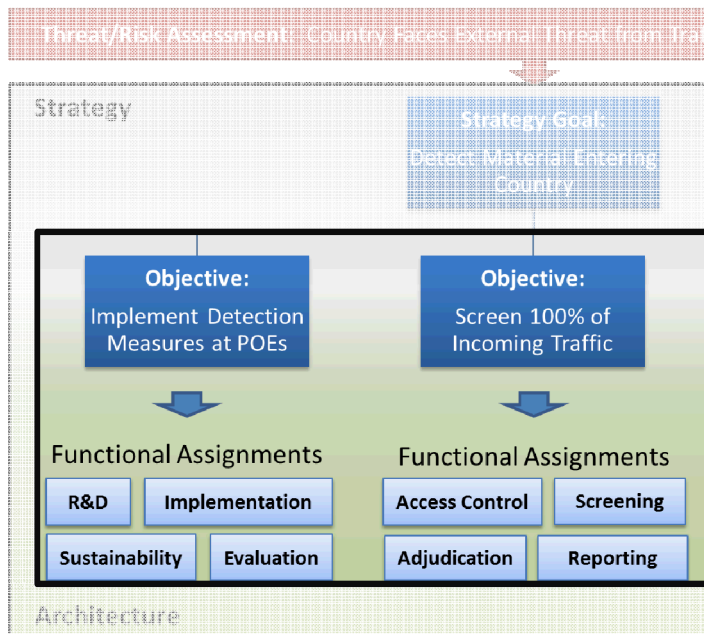 Threat/Risk Assessment: Country Faces External Threat from
Strategy
Strategy Goal:
Detect Material Entering
Country
Objective:
Implement Detection
Measures at POEs
Objective:
Screen 100% of
Incoming Traffic
Functional Assignments
R&D
Implementation
Sustainability
Evaluation
Functional Assignments
Access Control
Screening
Adjudication
Reporting
Architecture